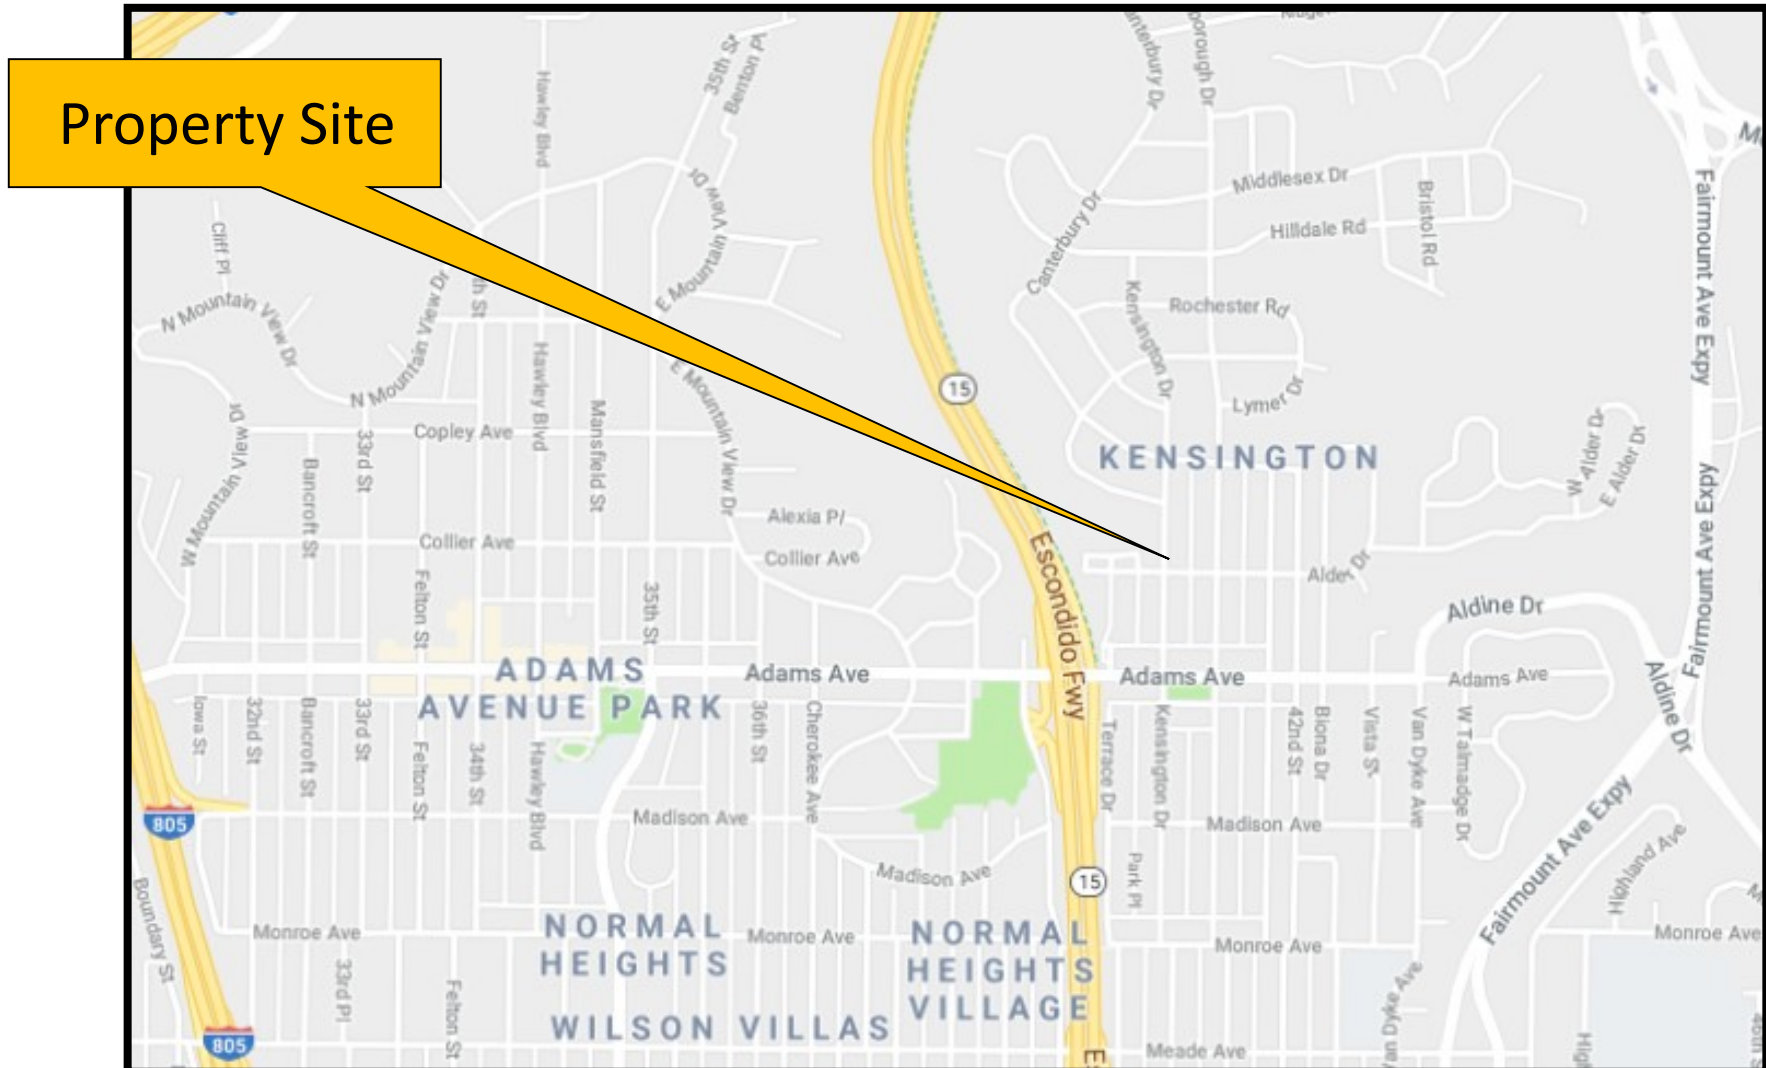 Property Site
35th St
Benton Pl
Hawley Blvd
Middlesex Dr
Bristol Rd
Hilldale Rd
Canterbury Dr
Fairmount Ave Expy
Cliff Pl
N Mountain View Dr
N Mountain View Dr
E Mountain View Dr
Kensington Dr
Rochester Rd
Hawley Blvd
E Mountain View Dr
15
Lymer Dr
W Mountain View Dr
Copley Ave
Mansfield St
33rd St
Bancroft St
KENSINGTON
W Alder Dr
E Alder Dr
Fairmount Ave Expy
Alexia Pl
Collier Ave
Collier Ave
Escondido Fwy
Alder Dr
Felton St
35th St
Aldine Dr
ADAMS
AVENUE PARK
Adams Ave
Adams Ave
Adams Ave
Aldine Dr
Iowa St
32nd St
Bancroft St
33rd St
Felton St
34th St
Hawley Blvd
36th St
Cherokee Ave
Terrace Dr
Kensington Dr
42nd St
Biona Dr
Vista St
Van Dyke Ave
W Talmadge Dr
805
Madison Ave
Madison Ave
Fairmount Ave Expy
Highland Ave
Madison Ave
15
Park Pl
Boundary St
Monroe Ave
NORMAL
HEIGHTS
Monroe Ave
NORMAL
HEIGHTS
VILLAGE
Monroe Ave
Monroe Ave
33rd Pl
Felton St
WILSON VILLAS
805
Meade Ave